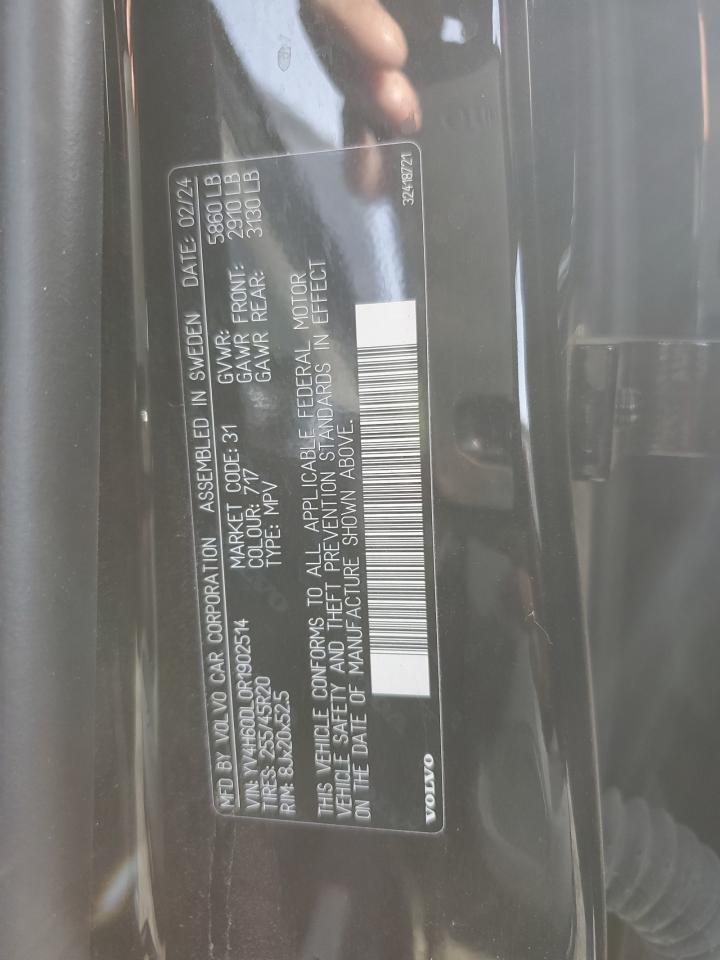 MFD BY VOLVO CAR CORPORATION ASSEMBLED IN SWEDEN DATE: 02/24
VIN: YV4H60DL0R1902514 MARKET CODE: 31 GVWR: 5860 LB
TIRES: 255/45R20 COLOUR: 717 GAWR FRONT: 2910 LB
RIM: 8Jx20x52.5 TYPE: MPV GAWR REAR: 3130 LB
THIS VEHICLE CONFORMS TO ALL APPLICABLE FEDERAL MOTOR
VEHICLE SAFETY AND THEFT PREVENTION STANDARDS IN EFFECT
ON THE DATE OF MANUFACTURE SHOWN ABOVE.
VOLVO 32418721